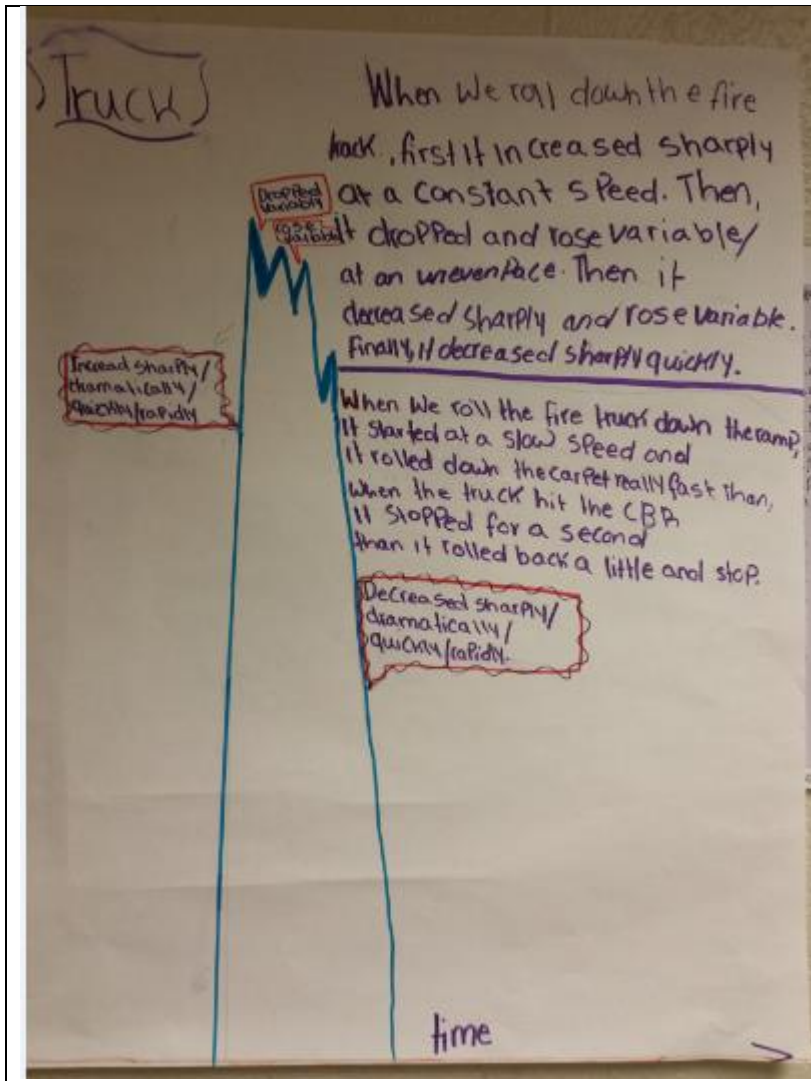 Truck
When we roll down the fire
truck, first it increased sharply
at a constant speed. Then,
it dropped and rose variable/
at an uneven pace. Then it
decreased sharply and rose variable.
Finally, it decreased sharply quickly.
Dropped
variably
rose
variable
Incread sharply/
dramatically/
quickly/rapidly
When we roll the fire truck down the ramp,
it started at a slow speed and
it rolled down the carpet really fast than,
when the truck hit the CBR
it stopped for a second
than it rolled back a little and stop.
Decreased sharply/
dramatically/
quickly/rapidly.
time